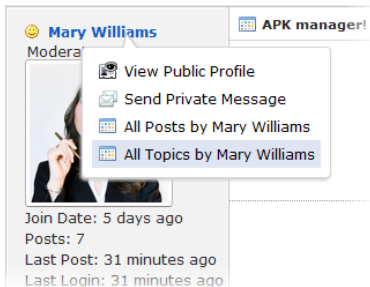 Mary Williams
APK manager!
Modera
View Public Profile
Send Private Message
All Posts by Mary Williams
All Topics by Mary Williams
Join Date: 5 days ago
Posts: 7
Last Post: 31 minutes ago
Last Login: 31 minutes ago